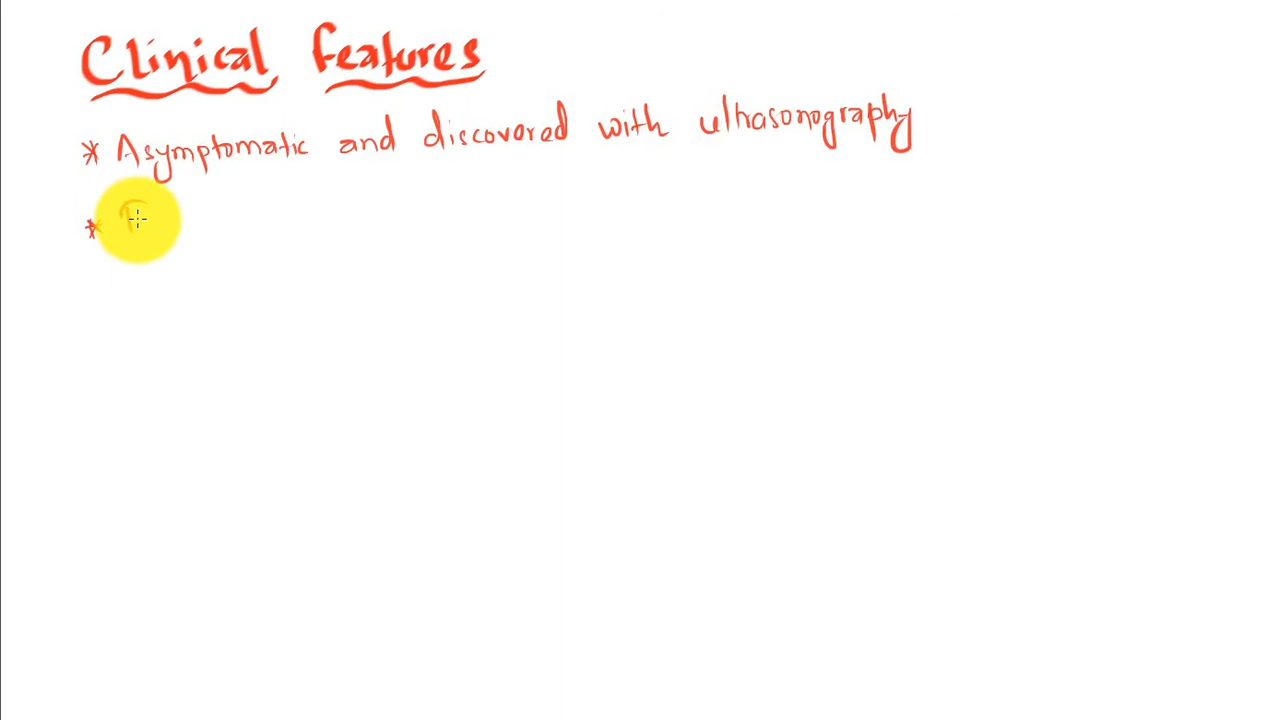 Clinical features
* Asymptomatic and discovered with ultrasonography
*